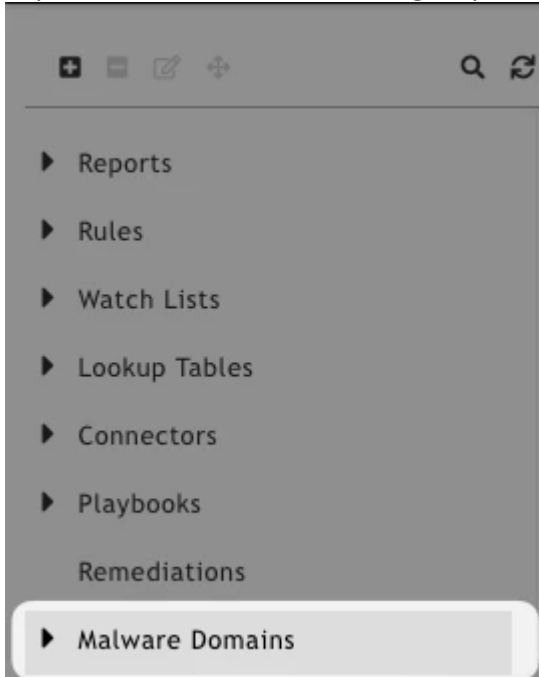 Reports
Rules
Watch Lists
Lookup Tables
Connectors
Playbooks
Remediations
Malware Domains